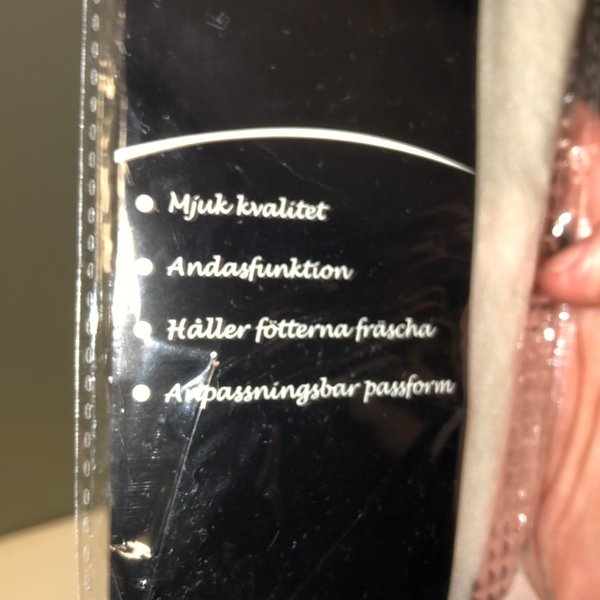 Mjuk kvalitet
Andasfunktion
Håller fötterna fräscha
Anpassningsbar passform